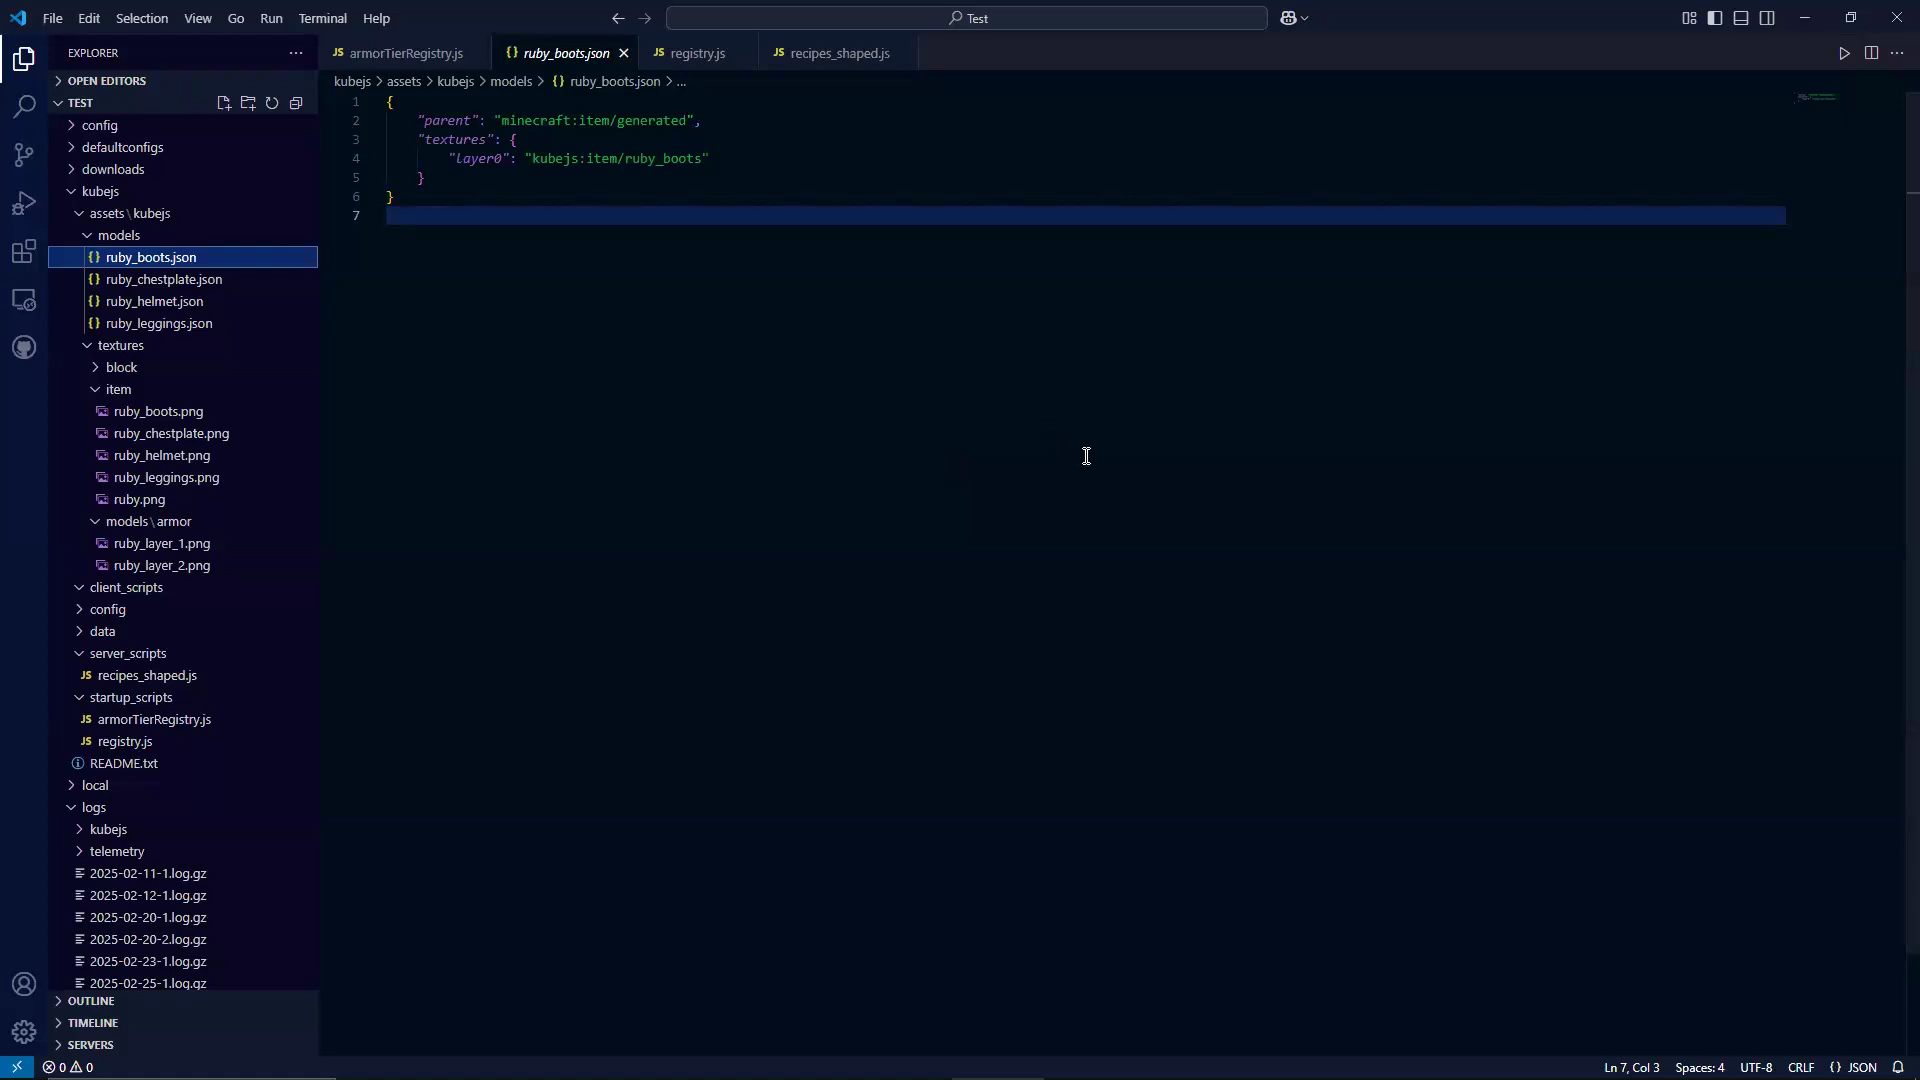 File Edit Selection View Go Run Terminal Help
Test
EXPLORER
OPEN EDITORS
TEST
config
defaultconfigs
downloads
kubejs
assets\kubejs
models
{} ruby_boots.json
{} ruby_chestplate.json
{} ruby_helmet.json
{} ruby_leggings.json
textures
block
item
ruby_boots.png
ruby_chestplate.png
ruby_helmet.png
ruby_leggings.png
ruby.png
models\armor
ruby_layer_1.png
ruby_layer_2.png
client_scripts
config
data
server_scripts
JS recipes_shaped.js
startup_scripts
JS armorTierRegistry.js
JS registry.js
README.txt
local
logs
kubejs
telemetry
2025-02-11-1.log.gz
2025-02-12-1.log.gz
2025-02-20-1.log.gz
2025-02-20-2.log.gz
2025-02-23-1.log.gz
2025-02-25-1.log.gz
OUTLINE
TIMELINE
SERVERS
JS armorTierRegistry.js {} ruby_boots.json JS registry.js JS recipes_shaped.js
kubejs > assets > kubejs > models > {} ruby_boots.json > ...
1 {
2 "parent": "minecraft:item/generated",
3 "textures": {
4 "layer0": "kubejs:item/ruby_boots"
5 }
6 }
7
0 0 Ln 7, Col 3 Spaces: 4 UTF-8 CRLF {} JSON